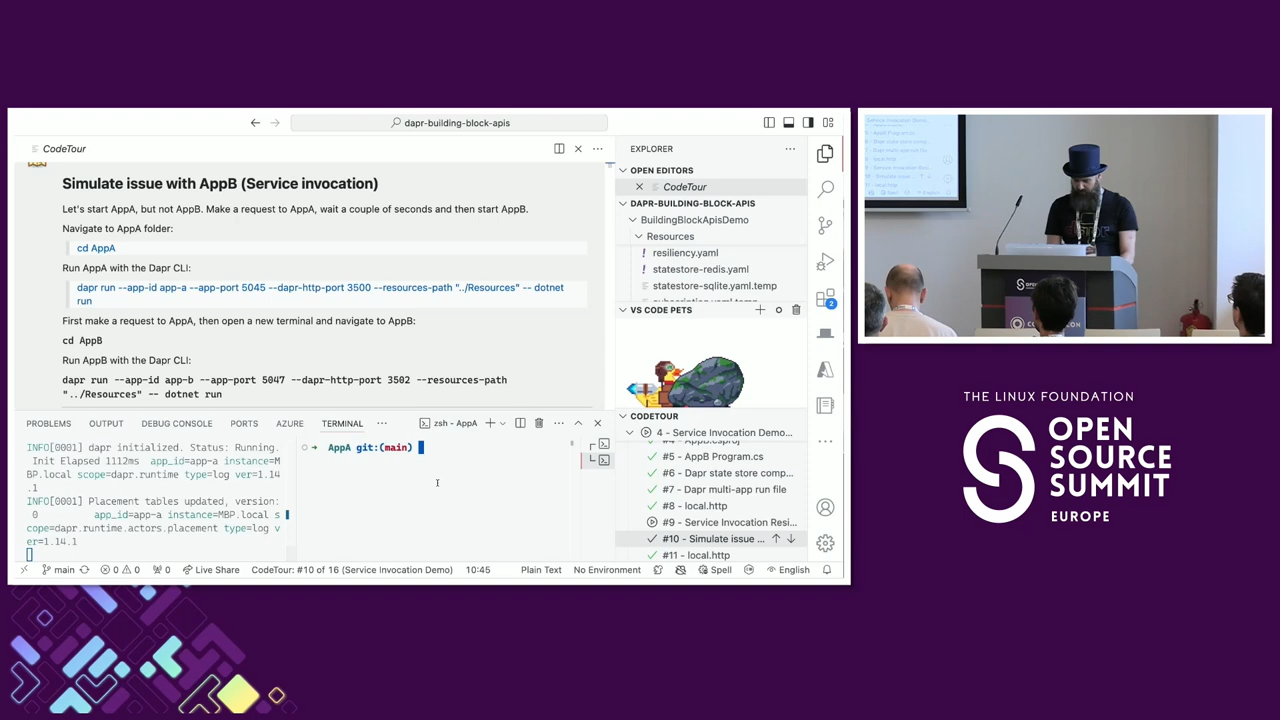 dapr-building-block-apis
CodeTour
Simulate issue with AppB (Service invocation)
Let's start AppA, but not AppB. Make a request to AppA, wait a couple of seconds and then start AppB.
Navigate to AppA folder:
cd AppA
Run AppA with the Dapr CLI:
dapr run --app-id app-a --app-port 5045 --dapr-http-port 3500 --resources-path "../Resources" -- dotnet
run
First make a request to AppA, then open a new terminal and navigate to AppB:
cd AppB
Run AppB with the Dapr CLI:
dapr run --app-id app-b --app-port 5047 --dapr-http-port 3502 --resources-path
"../Resources" -- dotnet run
PROBLEMS OUTPUT DEBUG CONSOLE PORTS AZURE TERMINAL ... zsh - AppA
INFO[0001] dapr initialized. Status: Running.
Init Elapsed 1112ms app_id=app-a instance=M
BP.local scope=dapr.runtime type=log ver=1.14
.1
INFO[0001] Placement tables updated, version:
0 app_id=app-a instance=MBP.local s
cope=dapr.runtime.actors.placement type=log v
er=1.14.1
AppA git:(main)
EXPLORER
OPEN EDITORS
CodeTour
DAPR-BUILDING-BLOCK-APIS
BuildingBlockApisDemo
Resources
resiliency.yaml
statestore-redis.yaml
statestore-sqlite.yaml.temp
VS CODE PETS
CODETOUR
4 - Service Invocation Demo...
#5 - AppB Program.cs
#6 - Dapr state store comp...
#7 - Dapr multi-app run file
#8 - local.http
#9 - Service Invocation Resi...
#10 - Simulate issue ...
#11 - local.http
2
main 0 0 0 Live Share CodeTour: #10 of 16 (Service Invocation Demo) 10:45 Plain Text No Environment Spell English
THE LINUX FOUNDATION
OPEN
SOURCE
SUMMIT
EUROPE